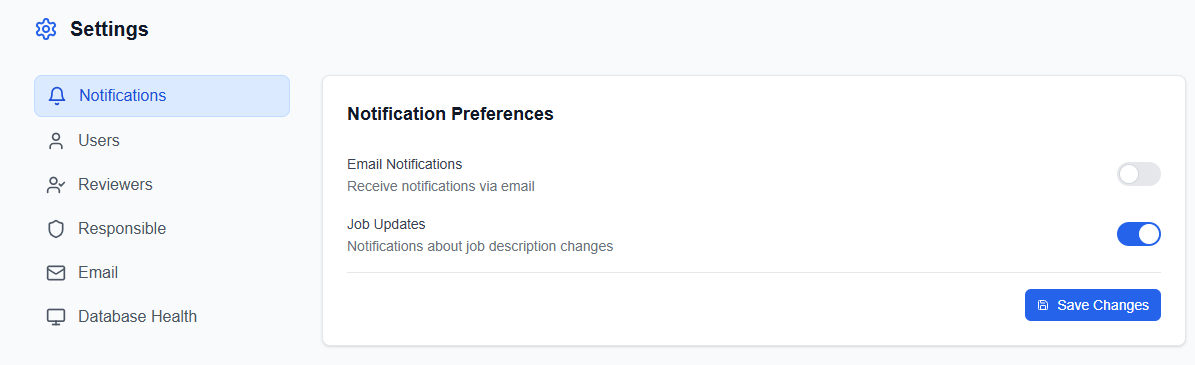 Settings
Notifications
Users
Reviewers
Responsible
Email
Database Health
Notification Preferences
Email Notifications
Receive notifications via email
Job Updates
Notifications about job description changes
Save Changes